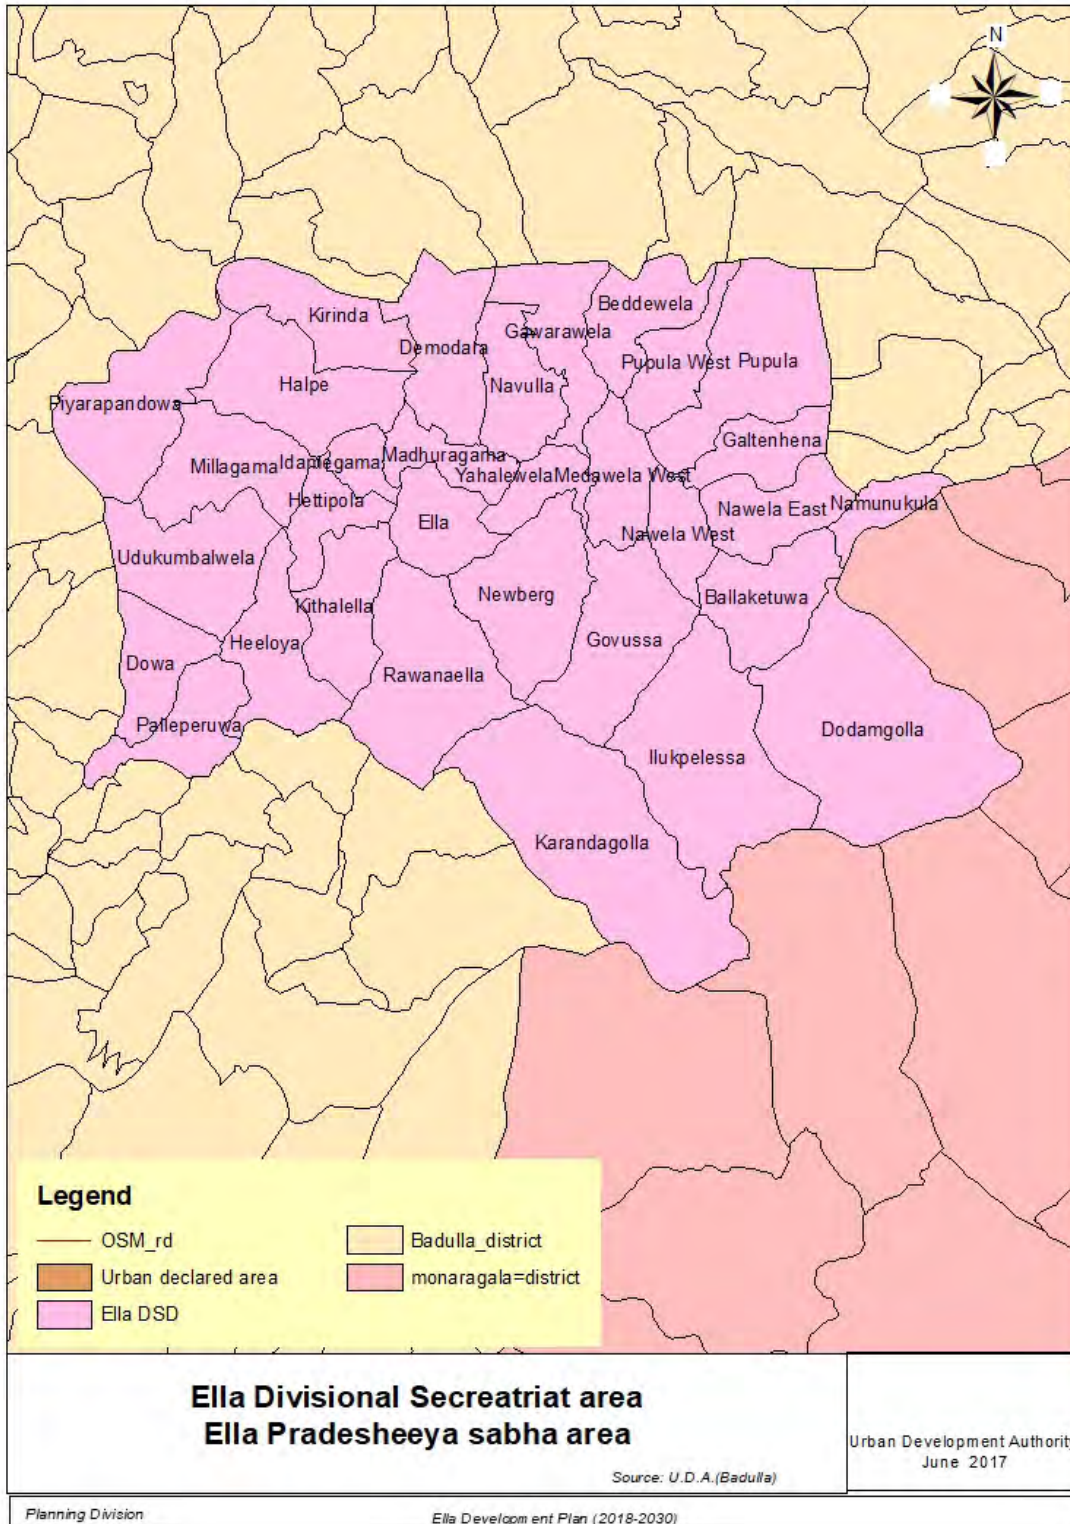 N
Kirinda
Beddewela
Gawarawela
Demodara
Pupula West
Pupula
Halpe
Navulla
Piyarapandowa
Galtenhena
Madhuragama
Millagama
Idamegama
Yahalewela
Medawela West
Hettipola
Namunukula
Nawela East
Ella
Nawela West
Udukumbalwela
Newberg
Ballaketuwa
Kithalella
Heeloya
Govussa
Dowa
Rawanaella
Palleperuwa
Dodamgolla
Ilukpelessa
Karandagolla
Legend
OSM_rd
Badulla_district
Urban declared area
monaragala=district
Ella DSD
Ella Divisional Secreatriat area
Ella Pradesheeya sabha area
Source: U.D.A.(Badulla)
Urban Development Authority
June 2017
Planning Division
Ella Development Plan (2018-2030)